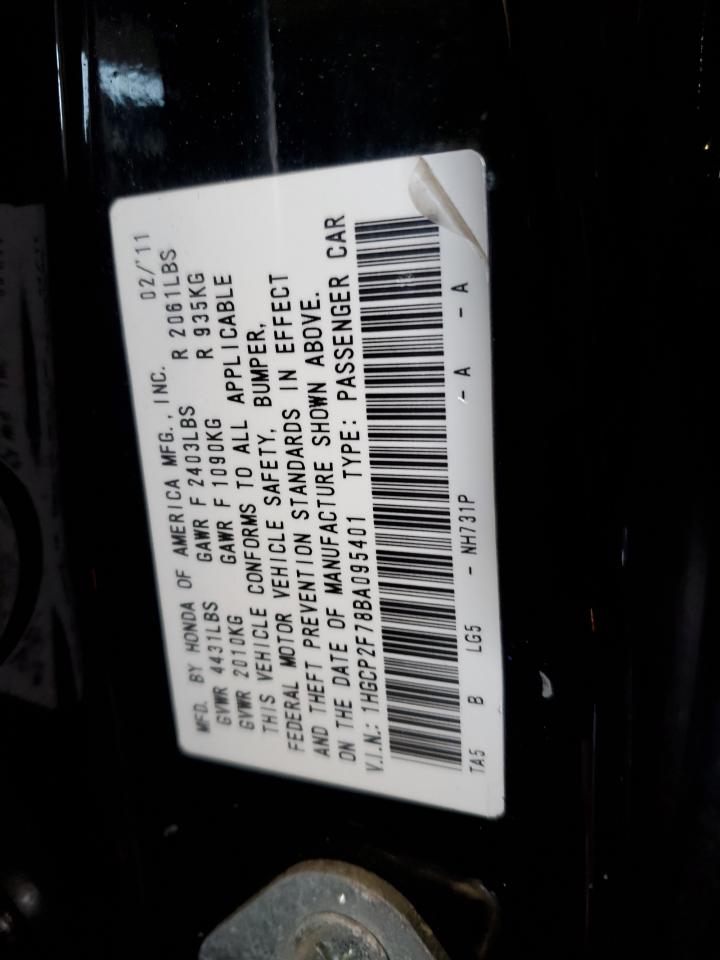 MFD. BY HONDA OF AMERICA MFG., INC. 02/'11
GVWR 4431LBS GAWR F 2403LBS R 2061LBS
GVWR 2010KG GAWR F 1090KG R 935KG
THIS VEHICLE CONFORMS TO ALL APPLICABLE
FEDERAL MOTOR VEHICLE SAFETY, BUMPER,
AND THEFT PREVENTION STANDARDS IN EFFECT
ON THE DATE OF MANUFACTURE SHOWN ABOVE.
V.I.N.: 1HGCP2F78BA095401 TYPE: PASSENGER CAR
TA5 B LG5 - NH731P - A - A